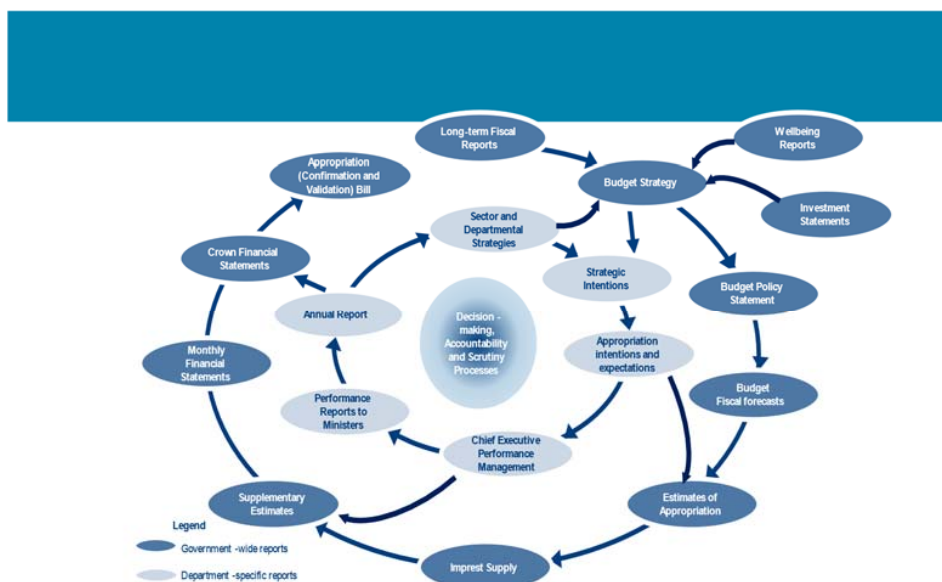 Long-term Fiscal
Reports
Wellbeing
Reports
Appropriation
(Confirmation and
Validation) Bill
Budget Strategy
Investment
Statements
Sector and
Departmental
Strategies
Crown Financial
Statements
Strategic
Intentions
Budget Policy
Statement
Annual Report
Decision -
making,
Accountability
and Scrutiny
Processes
Appropriation
intentions and
expectations
Monthly
Financial
Statements
Budget
Fiscal forecasts
Performance
Reports to
Ministers
Chief Executive
Performance
Management
Supplementary
Estimates
Estimates of
Appropriation
Imprest Supply
Legend
Government -wide reports
Department -specific reports